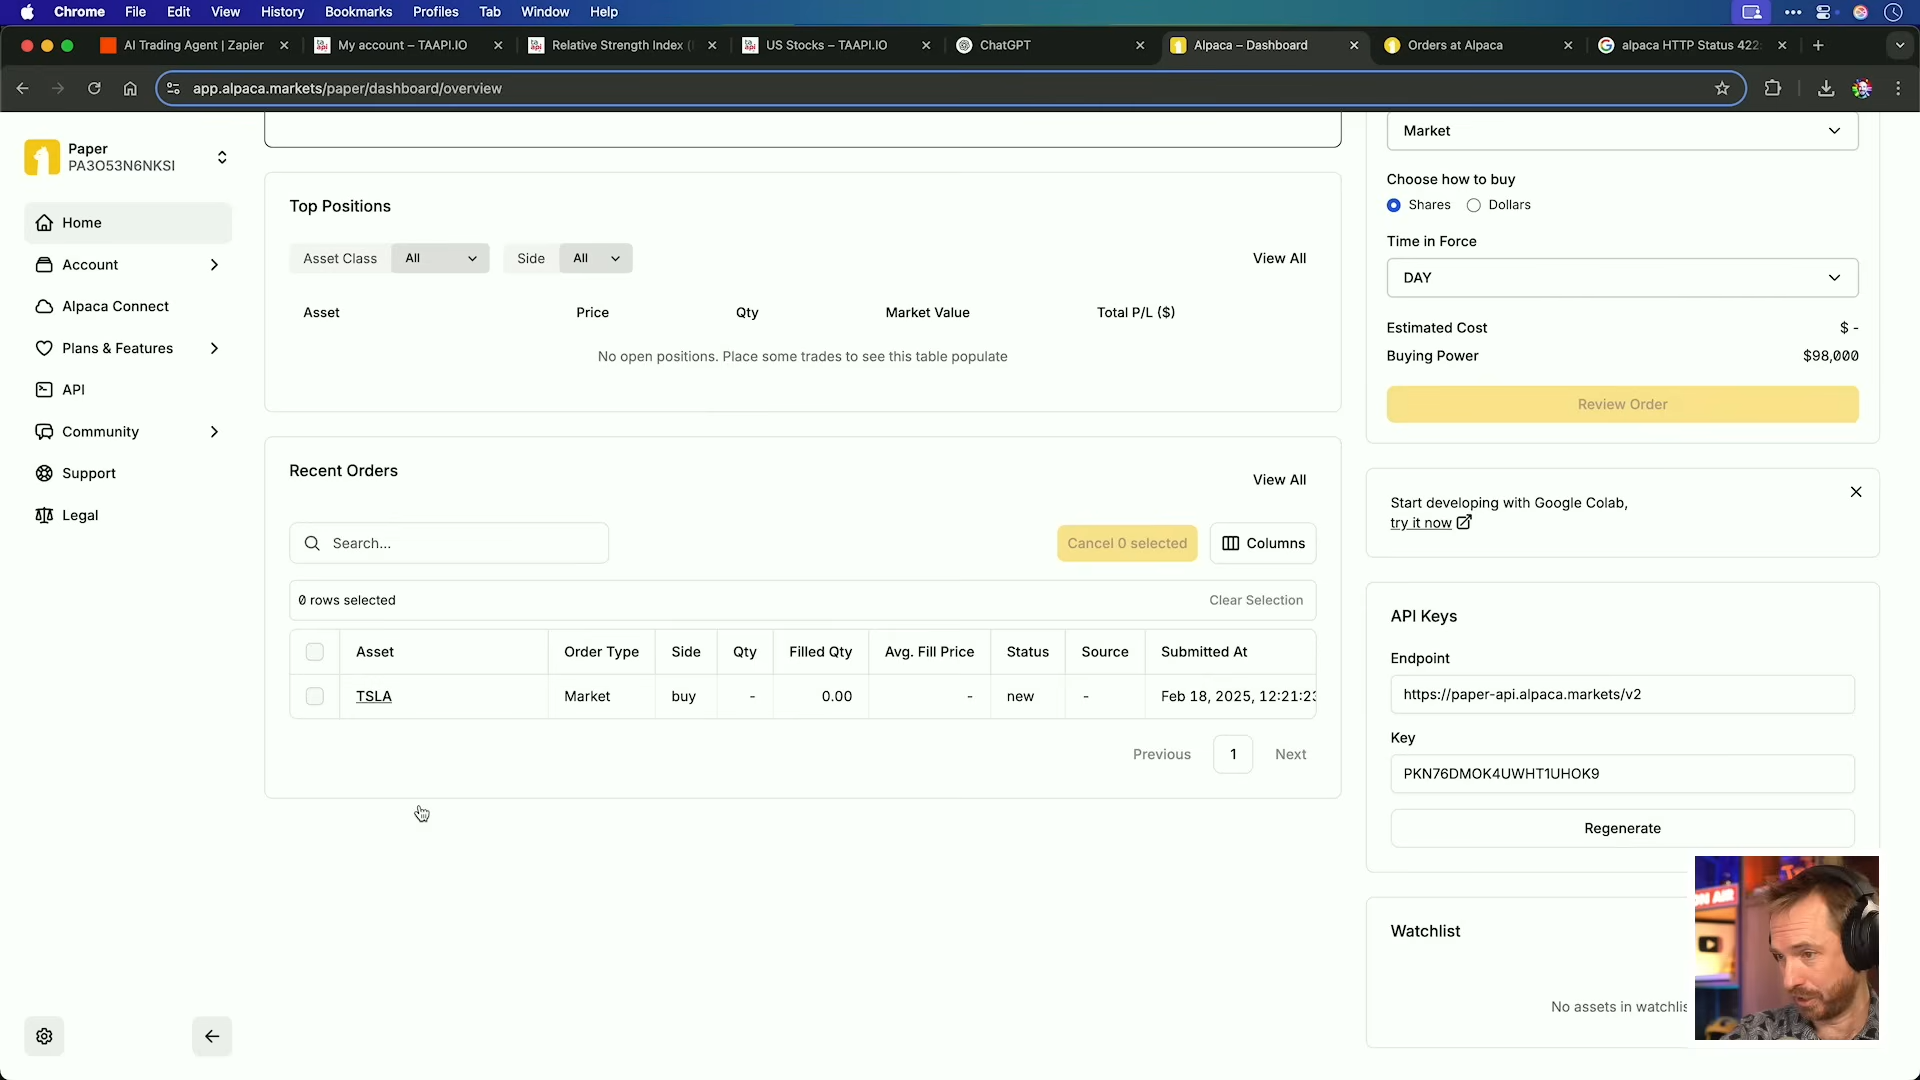 Chrome File Edit View History Bookmarks Profiles Tab Window Help
AI Trading Agent | Zapier
My account – TAAPI.IO
Relative Strength Index (
US Stocks – TAAPI.IO
ChatGPT
Alpaca – Dashboard
Orders at Alpaca
alpaca HTTP Status 422:
app.alpaca.markets/paper/dashboard/overview
Paper
PA3O53N6NKSI
Home
Account
Alpaca Connect
Plans & Features
API
Community
Support
Legal
Top Positions
Asset Class All Side All View All
Asset Price Qty Market Value Total P/L ($)
No open positions. Place some trades to see this table populate
Recent Orders
View All
Search...
Cancel 0 selected
Columns
0 rows selected
Clear Selection
Asset Order Type Side Qty Filled Qty Avg. Fill Price Status Source Submitted At
TSLA Market buy - 0.00 - new - Feb 18, 2025, 12:21:23
Previous 1 Next
Market
Choose how to buy
Shares Dollars
Time in Force
DAY
Estimated Cost $ -
Buying Power $98,000
Review Order
Start developing with Google Colab,
try it now
API Keys
Endpoint
https://paper-api.alpaca.markets/v2
Key
PKN76DMOK4UWHT1UHOK9
Regenerate
Watchlist
No assets in watchlis
ON AIR